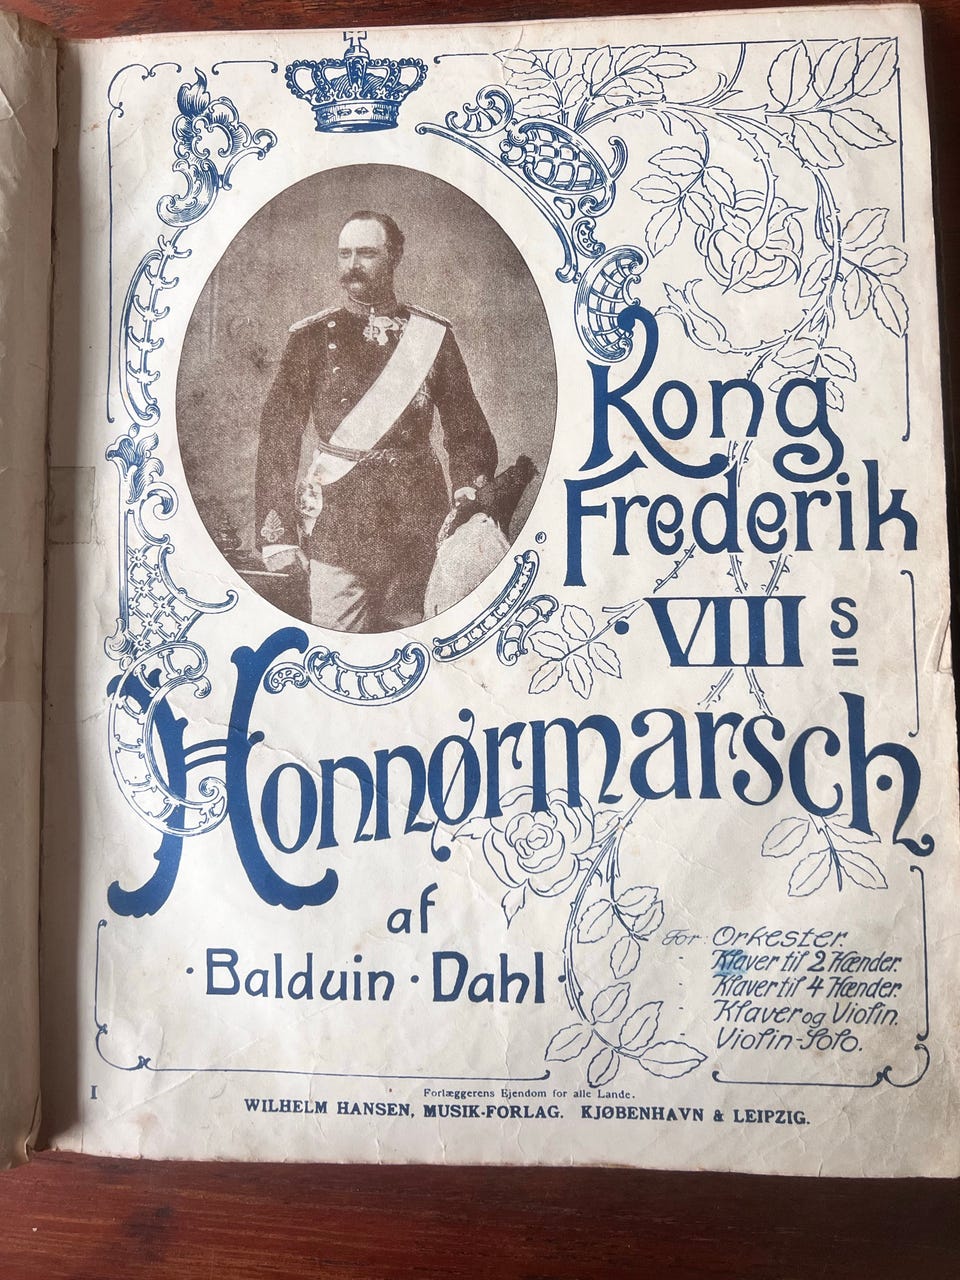 Kong
Frederik
VIII s
Honnørmarsch
af
· Balduin · Dahl ·
For: Orkester.
" Klaver til 2 Hænder.
" Klaver til 4 Hænder.
" Klaver og Violin.
" Violin-Solo.
I
Forlæggerens Ejendom for alle Lande.
WILHELM HANSEN, MUSIK-FORLAG. KJØBENHAVN & LEIPZIG.